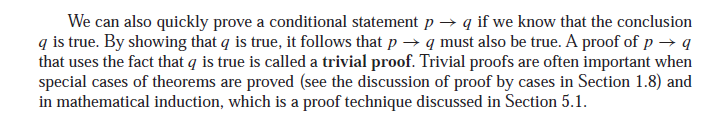 We can also quickly prove a conditional statement p → q if we know that the conclusion
q is true. By showing that q is true, it follows that p → q must also be true. A proof of p → q
that uses the fact that q is true is called a trivial proof. Trivial proofs are often important when
special cases of theorems are proved (see the discussion of proof by cases in Section 1.8) and
in mathematical induction, which is a proof technique discussed in Section 5.1.